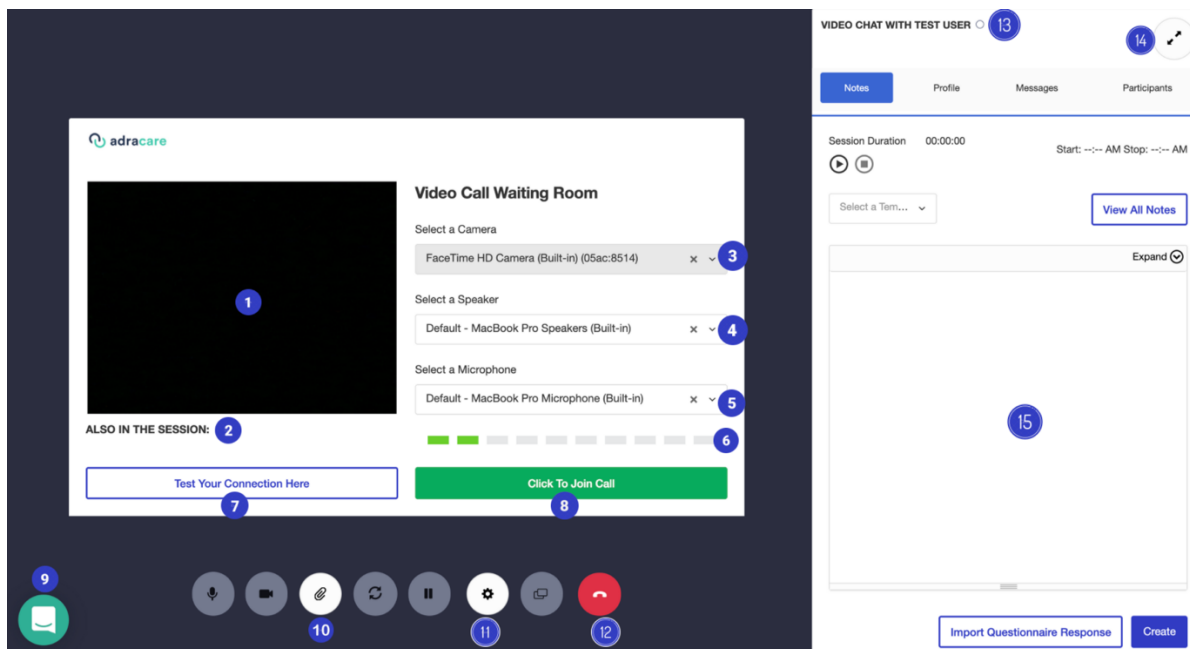 VIDEO CHAT WITH TEST USER 13
14
Notes Profile Messages Participants
adracare
Session Duration 00:00:00
Start: --:-- AM Stop: --:-- AM
Video Call Waiting Room
Select a Tem...
View All Notes
Select a Camera
FaceTime HD Camera (Built-in) (05ac:8514) 3
Expand
1
Select a Speaker
Default - MacBook Pro Speakers (Built-in) 4
Select a Microphone
Default - MacBook Pro Microphone (Built-in) 5
15
ALSO IN THE SESSION: 2
6
Test Your Connection Here
Click To Join Call
7
8
9
10
11
12
Import Questionnaire Response
Create